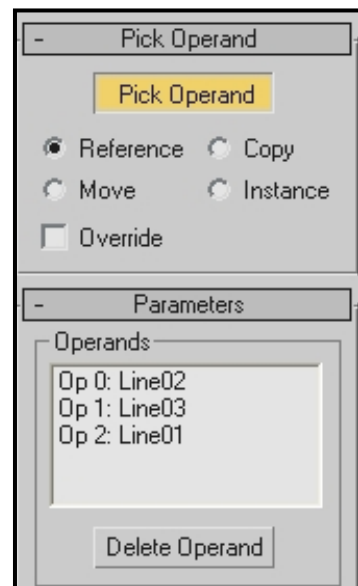 - Pick Operand
Pick Operand
Reference Copy
Move Instance
Override
- Parameters
Operands
Op 0: Line02
Op 1: Line03
Op 2: Line01
Delete Operand